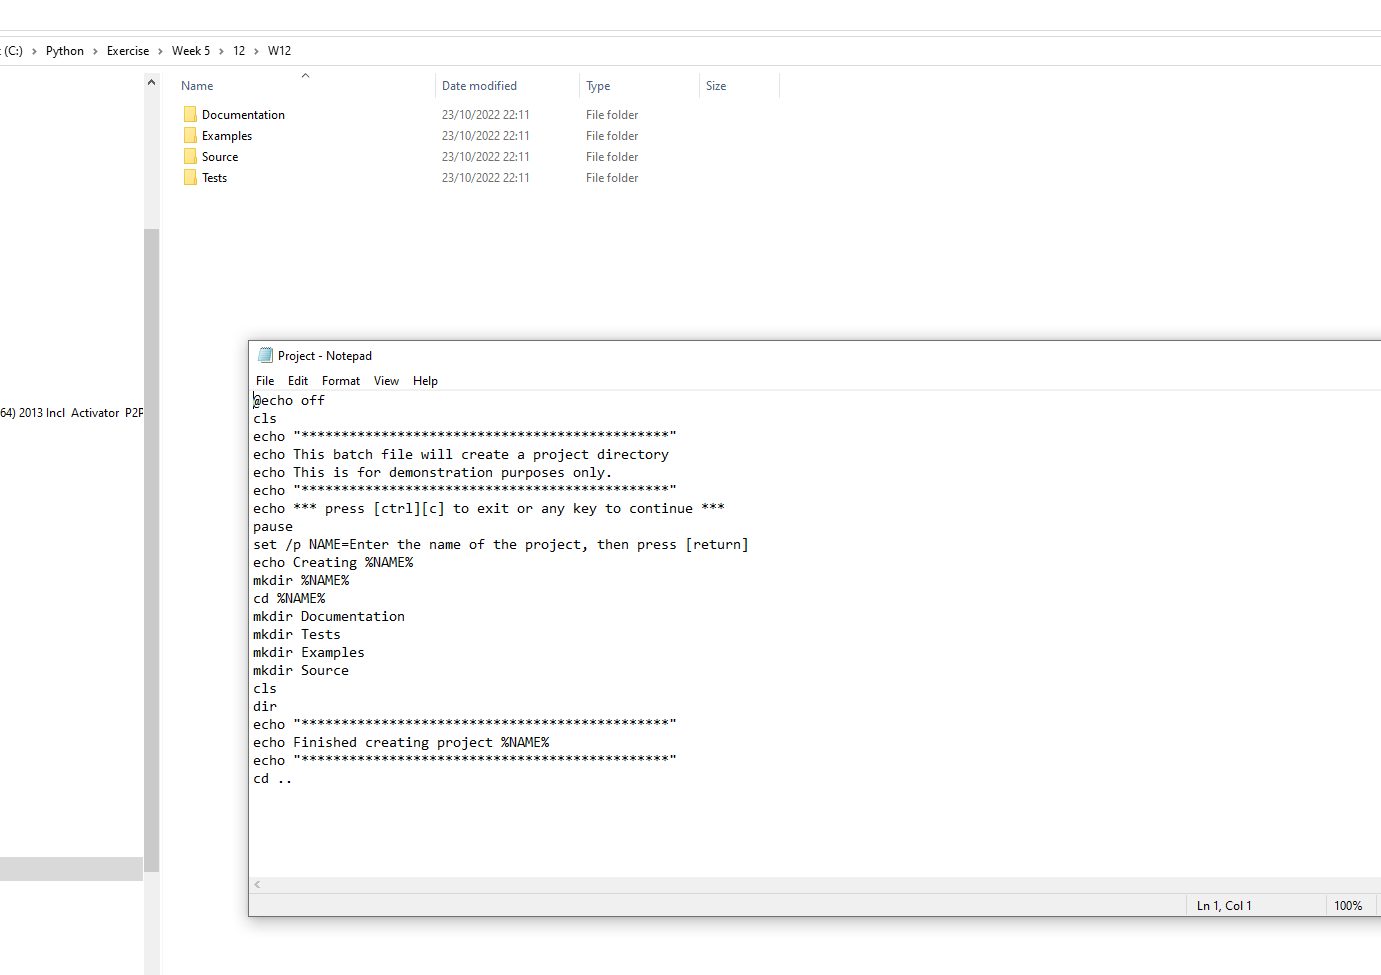 : (C:) > Python > Exercise > Week 5 > 12 > W12
Name Date modified Type Size
Documentation 23/10/2022 22:11 File folder
Examples 23/10/2022 22:11 File folder
Source 23/10/2022 22:11 File folder
Tests 23/10/2022 22:11 File folder
64) 2013 Incl Activator P2P
Project - Notepad
File Edit Format View Help
@echo off
cls
echo "**********************************************"
echo This batch file will create a project directory
echo This is for demonstration purposes only.
echo "**********************************************"
echo *** press [ctrl][c] to exit or any key to continue ***
pause
set /p NAME=Enter the name of the project, then press [return]
echo Creating %NAME%
mkdir %NAME%
cd %NAME%
mkdir Documentation
mkdir Tests
mkdir Examples
mkdir Source
cls
dir
echo "**********************************************"
echo Finished creating project %NAME%
echo "**********************************************"
cd ..
Ln 1, Col 1 100%